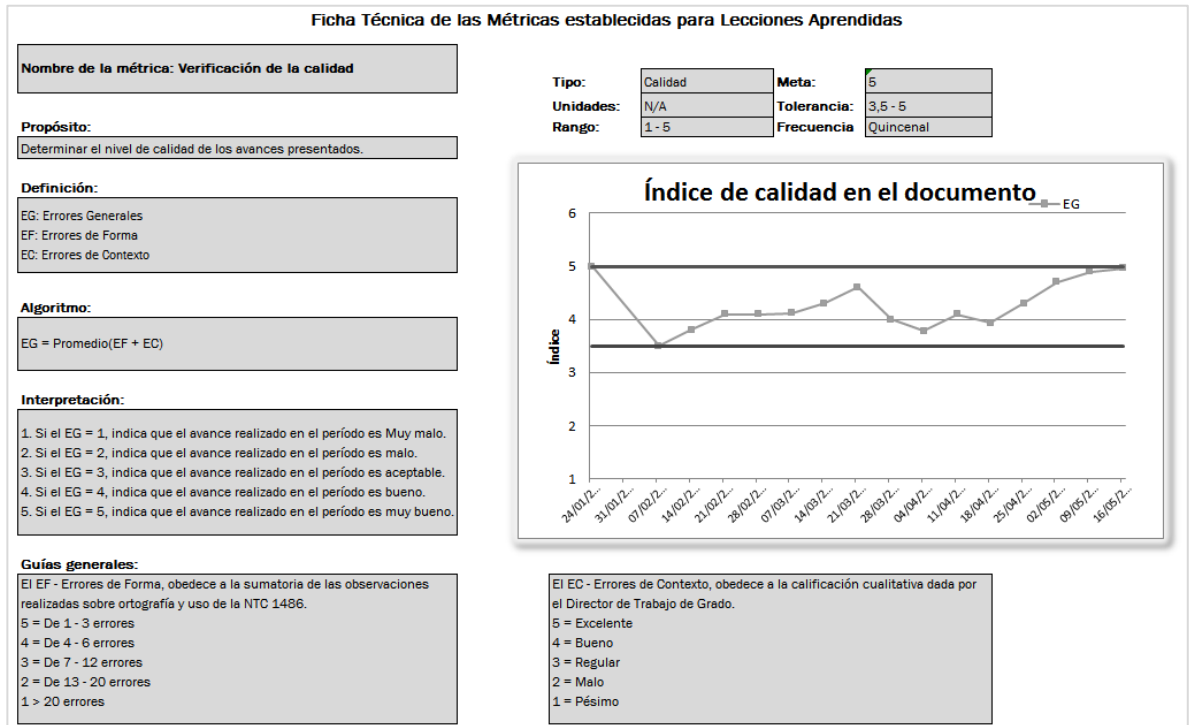 Ficha Técnica de las Métricas establecidas para Lecciones Aprendidas
Nombre de la métrica: Verificación de la calidad
Tipo: Calidad Meta: 5
Unidades: N/A Tolerancia: 3,5 - 5
Rango: 1 - 5 Frecuencia Quincenal
Propósito:
Determinar el nivel de calidad de los avances presentados.
Definición:
EG: Errores Generales
EF: Errores de Forma
EC: Errores de Contexto
Algoritmo:
EG = Promedio(EF + EC)
Interpretación:
1. Si el EG = 1, indica que el avance realizado en el período es Muy malo.
2. Si el EG = 2, indica que el avance realizado en el período es malo.
3. Si el EG = 3, indica que el avance realizado en el período es aceptable.
4. Si el EG = 4, indica que el avance realizado en el período es bueno.
5. Si el EG = 5, indica que el avance realizado en el período es muy bueno.
Índice de calidad en el documento
EG
6
5
4
3
2
1
Índice
24/01/2...
31/01/2...
07/02/2...
14/02/2...
21/02/2...
28/02/2...
07/03/2...
14/03/2...
21/03/2...
28/03/2...
04/04/2...
11/04/2...
18/04/2...
25/04/2...
02/05/2...
09/05/2...
16/05/2...
Guías generales:
El EF - Errores de Forma, obedece a la sumatoria de las observaciones
realizadas sobre ortografía y uso de la NTC 1486.
5 = De 1 - 3 errores
4 = De 4 - 6 errores
3 = De 7 - 12 errores
2 = De 13 - 20 errores
1 > 20 errores
El EC - Errores de Contexto, obedece a la calificación cualitativa dada por
el Director de Trabajo de Grado.
5 = Excelente
4 = Bueno
3 = Regular
2 = Malo
1 = Pésimo